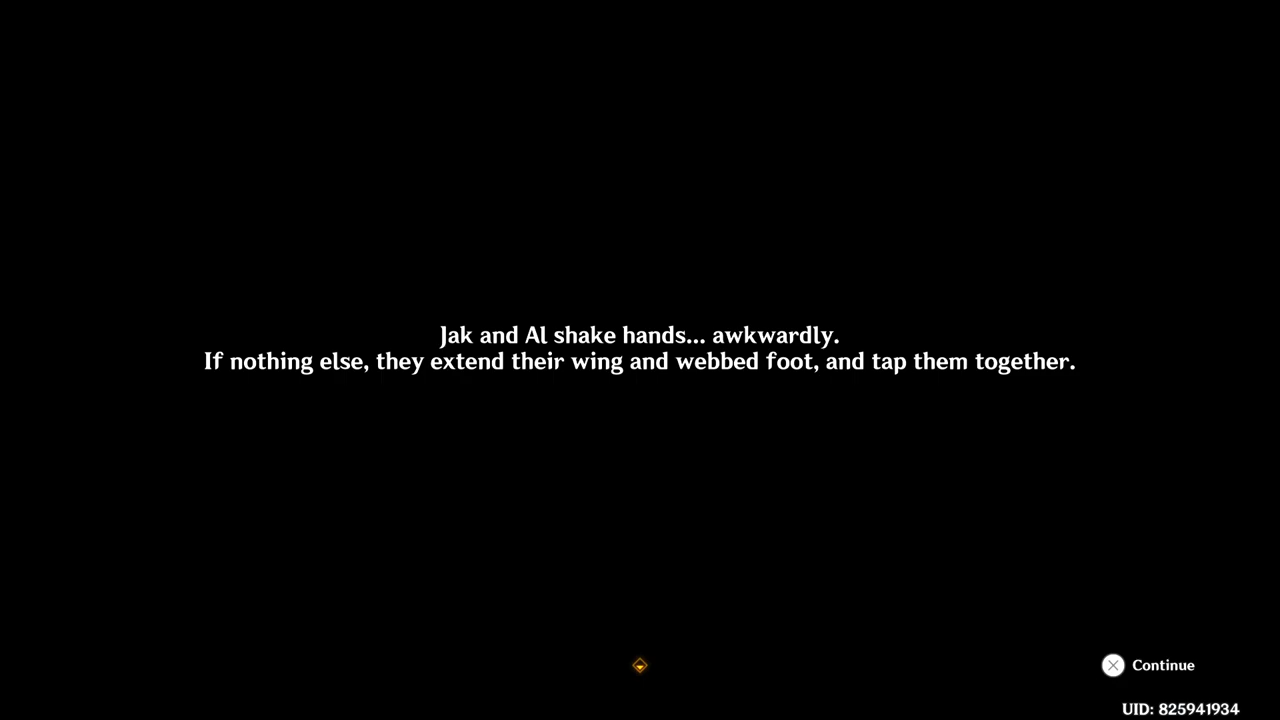 Jak and Al shake hands... awkwardly.
If nothing else, they extend their wing and webbed foot, and tap them together.
Continue
UID: 825941934